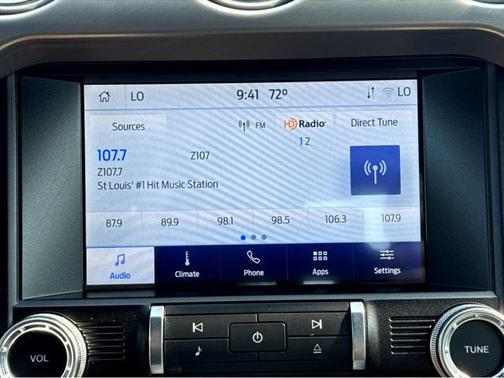 LO 9:41 72° LO
Sources FM HD Radio Direct Tune
1 2
107.7 Z107
Z107.7
St Louis' #1 Hit Music Station
87.9 89.9 98.1 98.5 106.3 107.9
Audio Climate Phone Apps Settings
VOL TUNE